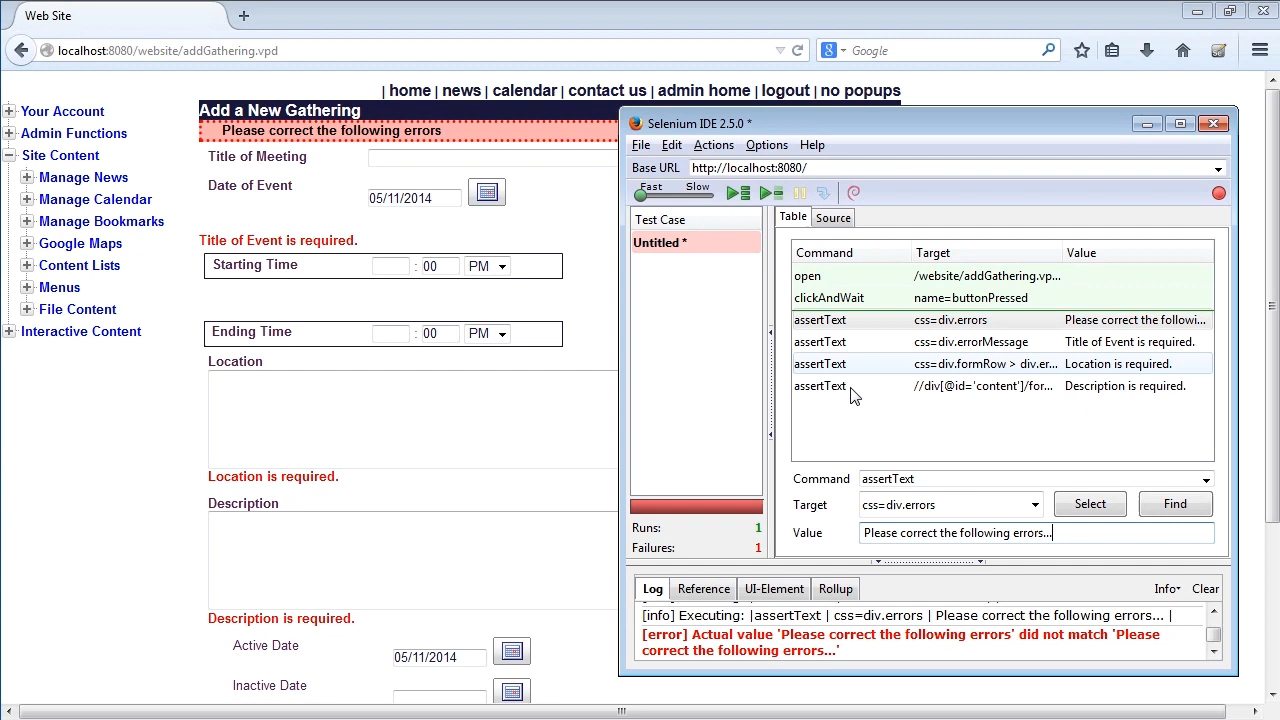 Web Site
localhost:8080/website/addGathering.vpd
Google
| home | news | calendar | contact us | admin home | logout | no popups
Your Account
Admin Functions
Site Content
Manage News
Manage Calendar
Manage Bookmarks
Google Maps
Content Lists
Menus
File Content
Interactive Content
Add a New Gathering
Please correct the following errors
Title of Meeting
Date of Event
05/11/2014
Title of Event is required.
Starting Time
: 00 PM
Ending Time
: 00 PM
Location
Location is required.
Description
Description is required.
Active Date
05/11/2014
Inactive Date
Selenium IDE 2.5.0 *
File Edit Actions Options Help
Base URL http://localhost:8080/
Fast Slow
Test Case
Untitled *
Runs: 1
Failures: 1
Table Source
Command Target Value
open /website/addGathering.vp...
clickAndWait name=buttonPressed
assertText css=div.errors Please correct the followi...
assertText css=div.errorMessage Title of Event is required.
assertText css=div.formRow > div.er... Location is required.
assertText //div[@id='content']/for... Description is required.
Command assertText
Target css=div.errors Select Find
Value Please correct the following errors...
Log Reference UI-Element Rollup Info Clear
[info] Executing: |assertText | css=div.errors | Please correct the following errors... |
[error] Actual value 'Please correct the following errors' did not match 'Please
correct the following errors...'